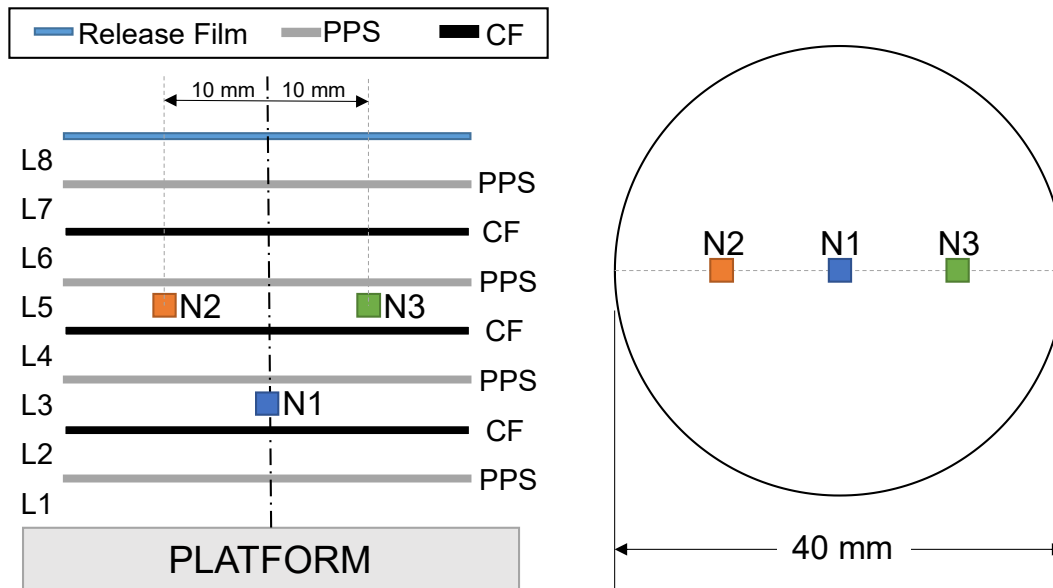 Release Film PPS CF
10 mm 10 mm
L8
PPS
L7
CF
L6
PPS
L5 N2 N3
CF
L4
PPS
L3 N1
CF
L2
PPS
L1
PLATFORM
N2 N1 N3
40 mm